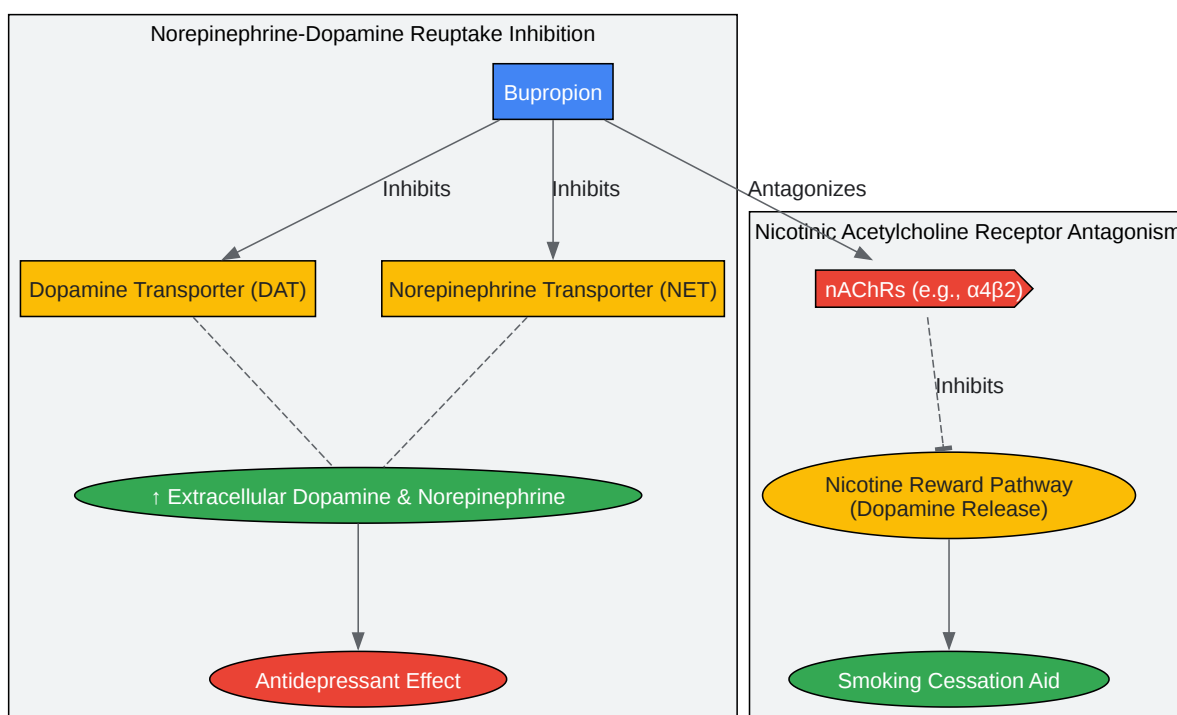 Norepinephrine-Dopamine Reuptake Inhibition
Bupropion
Inhibits
Inhibits
Antagonizes
Nicotinic Acetylcholine Receptor Antagonism
Dopamine Transporter (DAT)
Norepinephrine Transporter (NET)
nAChRs (e.g., α4β2)
Inhibits
↑ Extracellular Dopamine & Norepinephrine
Nicotine Reward Pathway
(Dopamine Release)
Antidepressant Effect
Smoking Cessation Aid